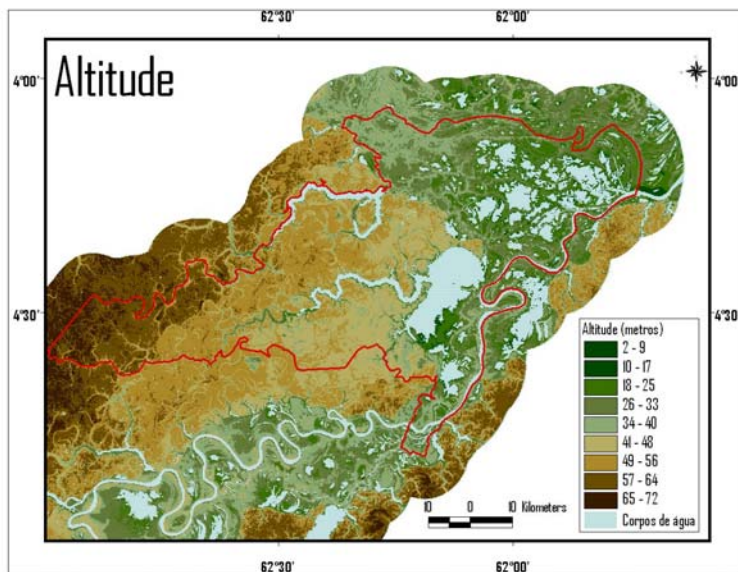 62°30' 62°00'
Altitude
4°00' 4°00'
4°30' 4°30'
Altitude (metros)
2 - 9
10 - 17
18 - 25
26 - 33
34 - 40
41 - 48
49 - 56
57 - 64
65 - 72
Corpos de água
10 0 10 Kilometers
62°30' 62°00'